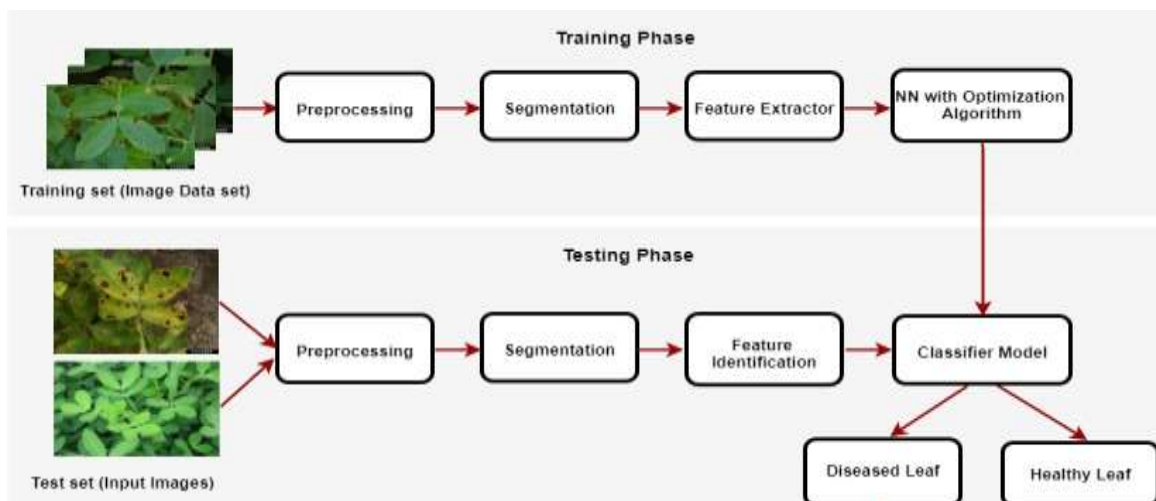 Training Phase
Preprocessing
Segmentation
Feature Extractor
NN with Optimization
Algorithm
Training set (Image Data set)
Testing Phase
Preprocessing
Segmentation
Feature
Identification
Classifier Model
Diseased Leaf
Healthy Leaf
Test set (Input Images)